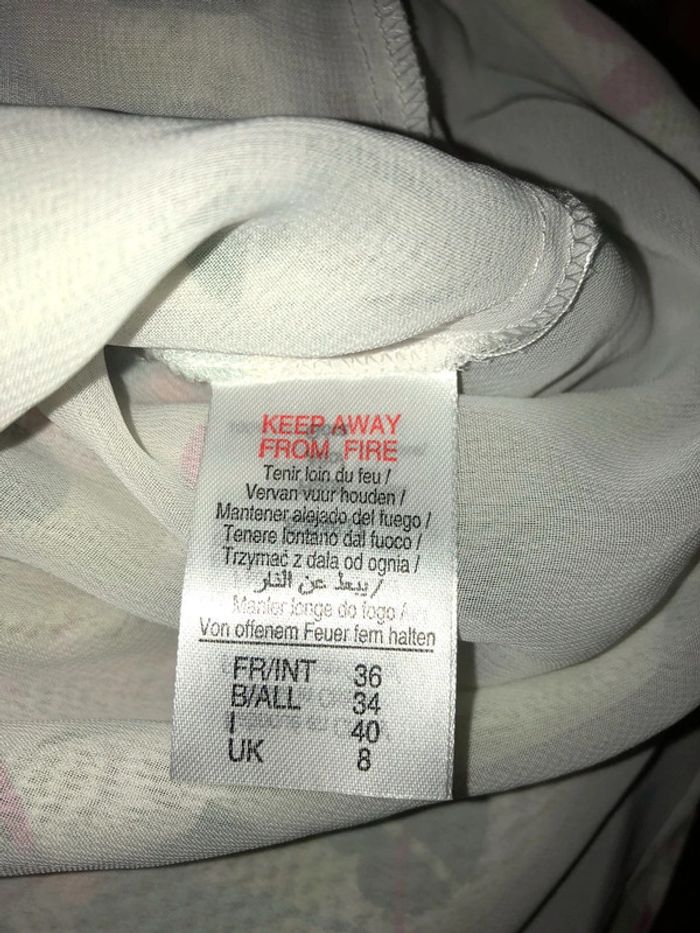 KEEP AWAY
FROM FIRE
Tenir loin du feu /
Vervan vuur houden /
Mantener alejado del fuego /
Tenere lontano dal fuoco /
Trzymać z dala od ognia /
يبعد عن النار /
Manter longe do fogo /
Von offenem Feuer fern halten
FR/INT 36
B/ALL 34
I 40
UK 8